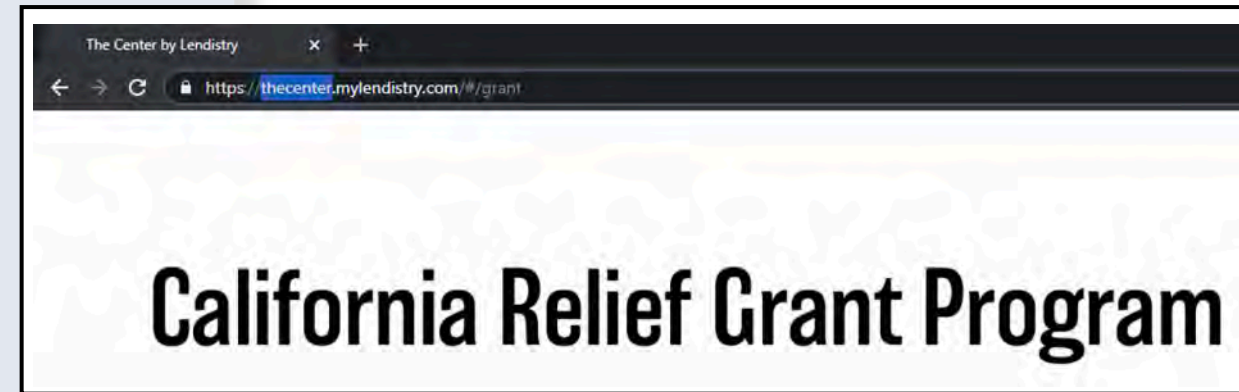 The Center by Lendistry
https://thecenter.mylendistry.com/#/grant
California Relief Grant Program